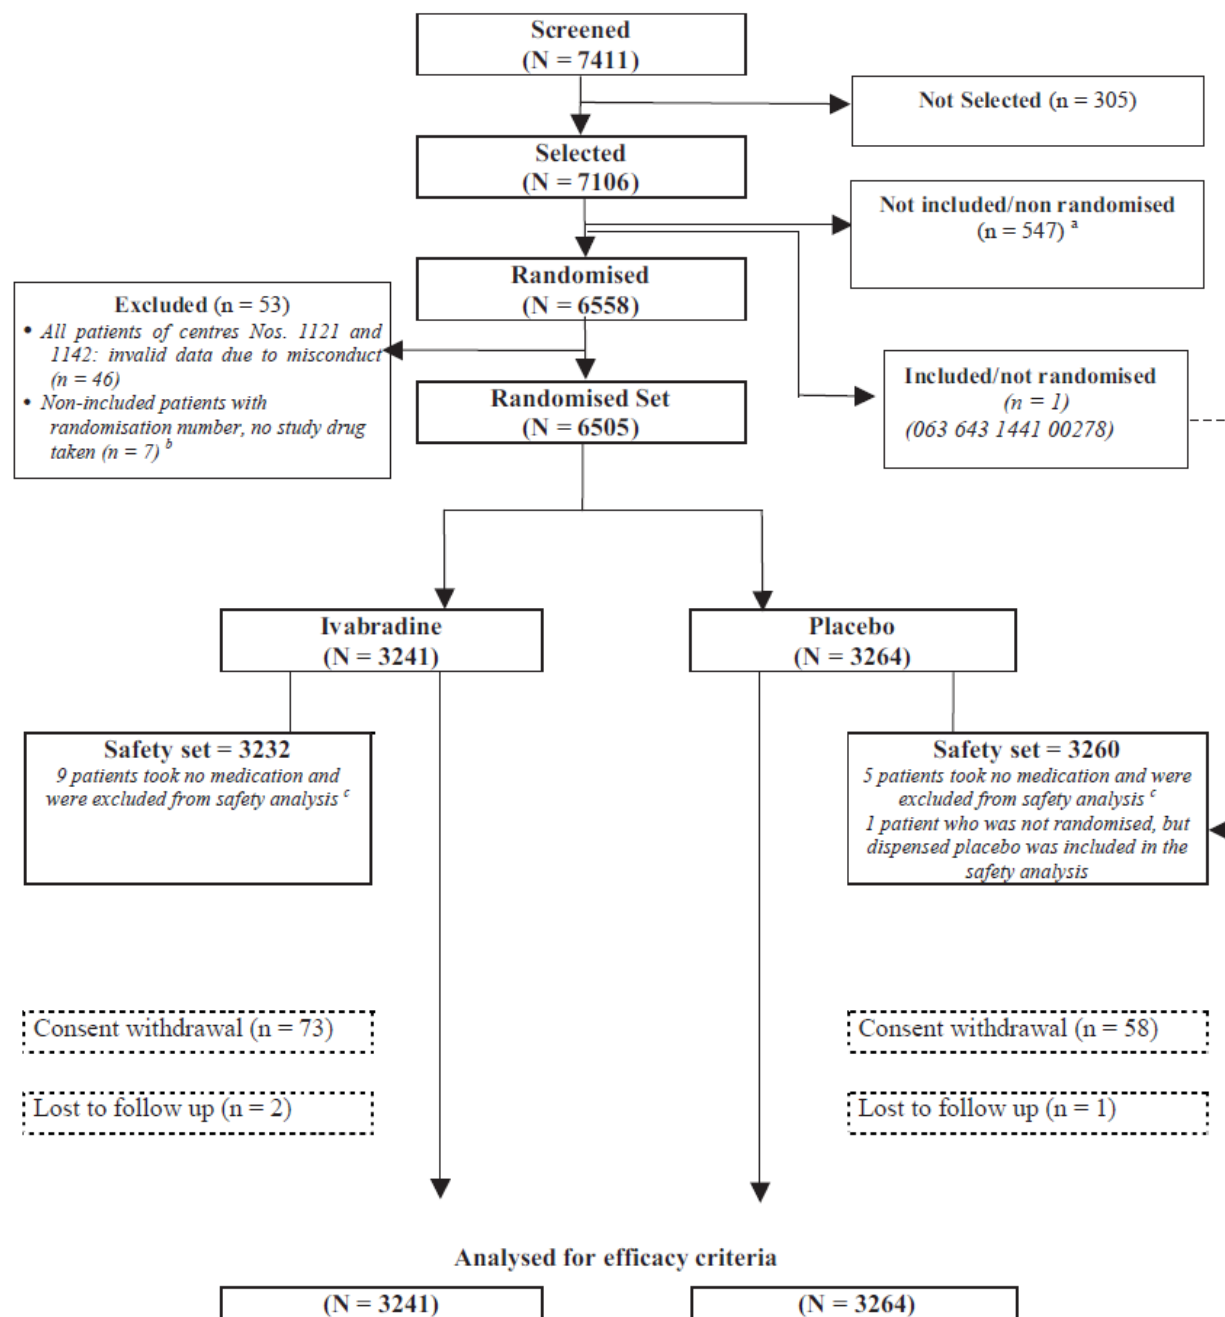 Screened
(N = 7411)
Not Selected (n = 305)
Selected
(N = 7106)
Not included/non randomised
(n = 547) a
Randomised
(N = 6558)
Excluded (n = 53)
• All patients of centres Nos. 1121 and
1142: invalid data due to misconduct
(n = 46)
• Non-included patients with
randomisation number, no study drug
taken (n = 7) b
Included/not randomised
(n = 1)
(063 643 1441 00278)
Randomised Set
(N = 6505)
Ivabradine
(N = 3241)
Placebo
(N = 3264)
Safety set = 3232
9 patients took no medication and
were excluded from safety analysis c
Safety set = 3260
5 patients took no medication and were
excluded from safety analysis c
1 patient who was not randomised, but
dispensed placebo was included in the
safety analysis
Consent withdrawal (n = 73)
Consent withdrawal (n = 58)
Lost to follow up (n = 2)
Lost to follow up (n = 1)
Analysed for efficacy criteria
(N = 3241)
(N = 3264)